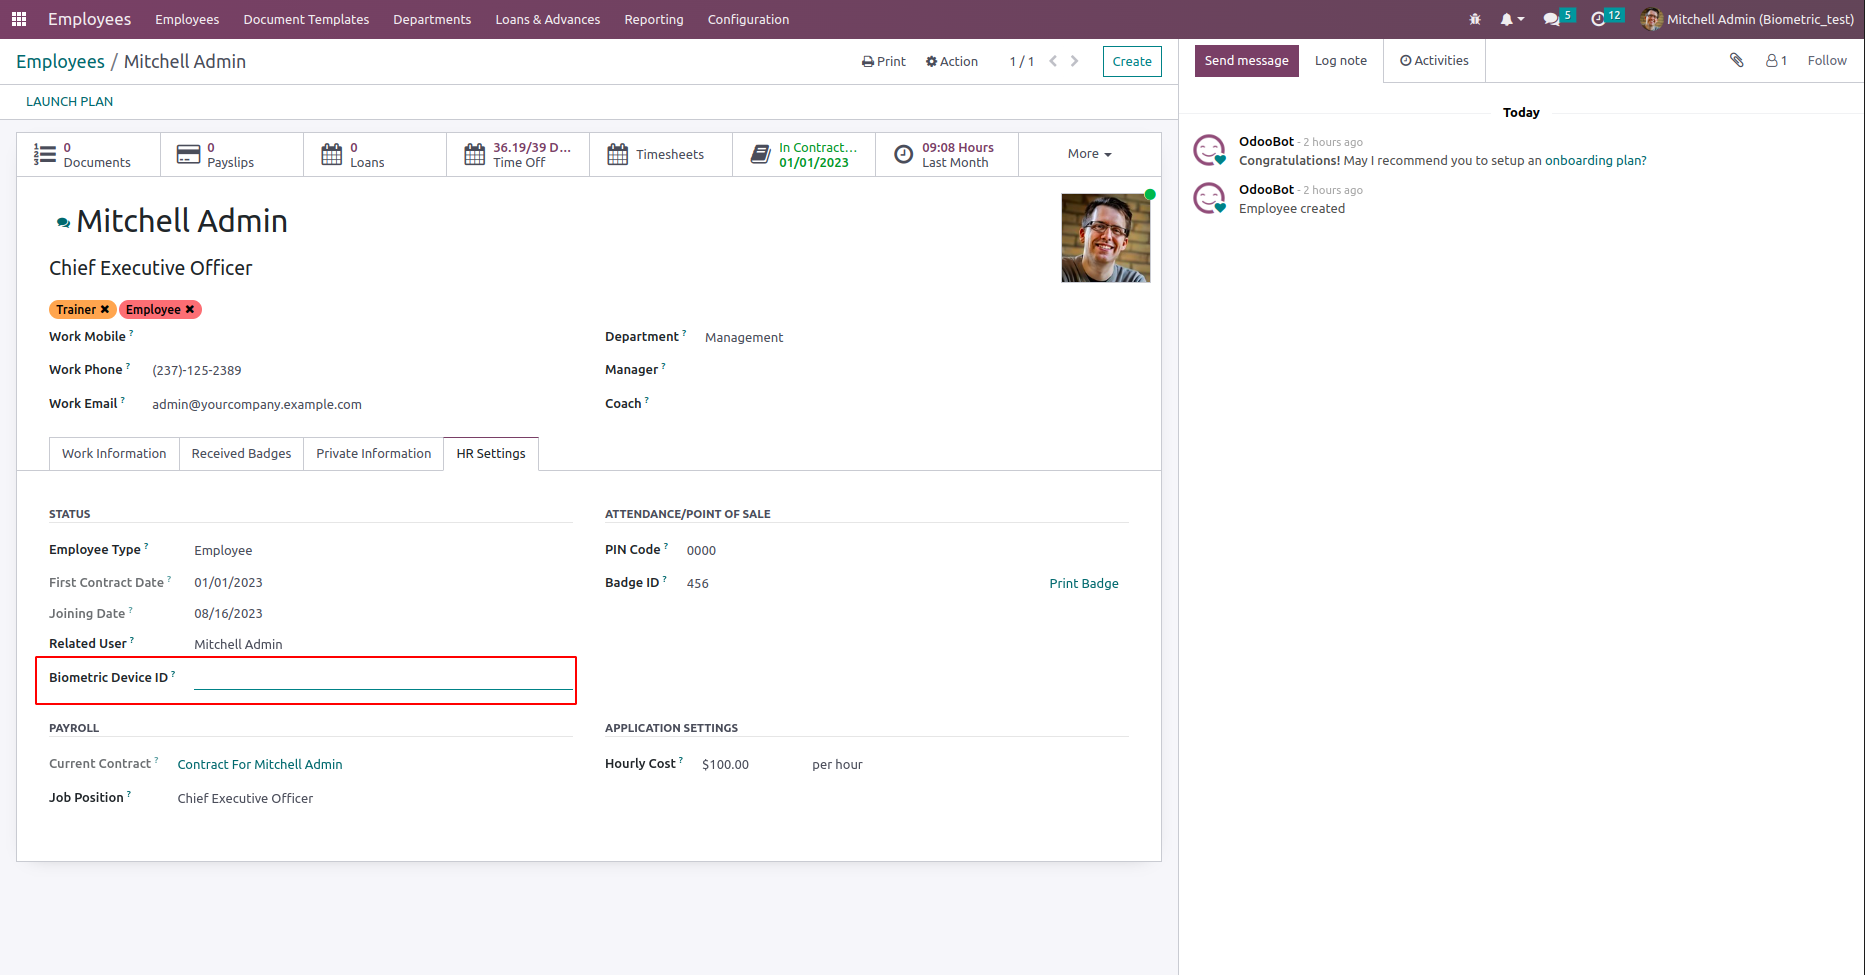 Employees Employees Document Templates Departments Loans & Advances Reporting Configuration 5 12 Mitchell Admin (Biometric_test)
Employees / Mitchell Admin Print Action 1 / 1 Create
LAUNCH PLAN
0 Documents
0 Payslips
0 Loans
36.19/39 D... Time Off
Timesheets
In Contract... 01/01/2023
09:08 Hours Last Month
More
Mitchell Admin
Chief Executive Officer
Trainer ✖ Employee ✖
Work Mobile ?
Work Phone ? (237)-125-2389
Work Email ? admin@yourcompany.example.com
Department ? Management
Manager ?
Coach ?
Work Information Received Badges Private Information HR Settings
STATUS
Employee Type ? Employee
First Contract Date ? 01/01/2023
Joining Date ? 08/16/2023
Related User ? Mitchell Admin
Biometric Device ID ?
ATTENDANCE/POINT OF SALE
PIN Code ? 0000
Badge ID ? 456 Print Badge
PAYROLL
Current Contract ? Contract For Mitchell Admin
Job Position ? Chief Executive Officer
APPLICATION SETTINGS
Hourly Cost ? $100.00 per hour
Send message Log note Activities 1 Follow
Today
OdooBot - 2 hours ago
Congratulations! May I recommend you to setup an onboarding plan?
OdooBot - 2 hours ago
Employee created